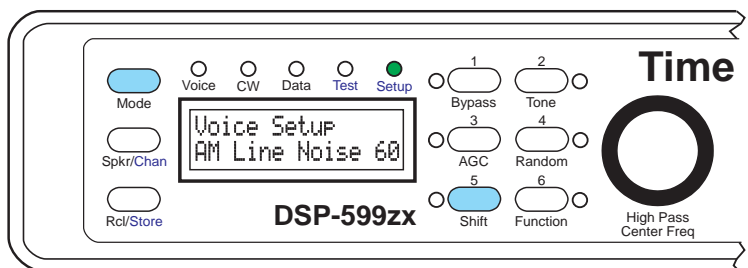 Time
Voice CW Data Test Setup
Mode
Voice Setup
AM Line Noise 60
Spkr/Chan
Rcl/Store
DSP-599zx
1 2
Bypass Tone
3 4
AGC Random
5 6
Shift Function
High Pass
Center Freq